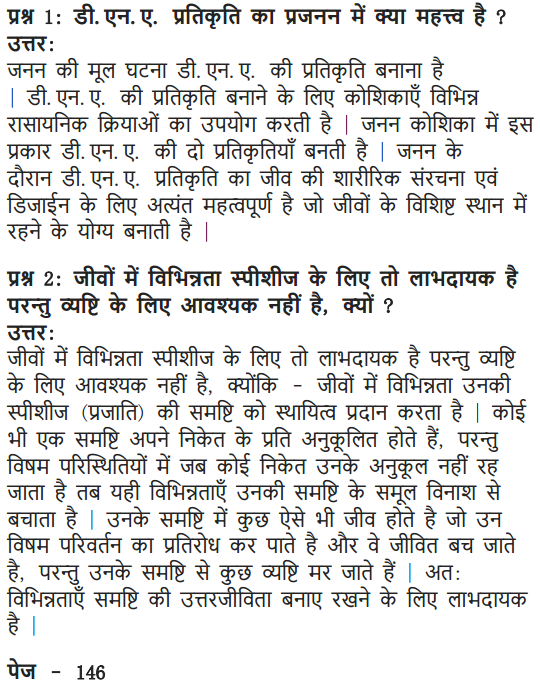 प्रश्न 1: डी.एन.ए. प्रतिकृति का प्रजनन में क्या महत्त्व है ?
उत्तर:
जनन की मूल घटना डी.एन.ए. की प्रतिकृति बनाना है
| डी.एन.ए. की प्रतिकृति बनाने के लिए कोशिकाएँ विभिन्न
रासायनिक क्रियाओं का उपयोग करती है | जनन कोशिका में इस
प्रकार डी.एन.ए. की दो प्रतिकृतियाँ बनती है | जनन के
दौरान डी.एन.ए. प्रतिकृति का जीव की शारीरिक संरचना एवं
डिजाईन के लिए अत्यंत महत्वपूर्ण है जो जीवों के विशिष्ट स्थान में
रहने के योग्य बनाती है |
प्रश्न 2: जीवों में विभिन्नता स्पीशीज के लिए तो लाभदायक है
परन्तु व्यष्टि के लिए आवश्यक नहीं है, क्यों ?
उत्तर:
जीवों में विभिन्नता स्पीशीज के लिए तो लाभदायक है परन्तु व्यष्टि
के लिए आवश्यक नहीं है, क्योंकि - जीवों में विभिन्नता उनकी
स्पीशीज (प्रजाति) की समष्टि को स्थायित्व प्रदान करता है | कोई
भी एक समष्टि अपने निकेत के प्रति अनुकूलित होते हैं, परन्तु
विषम परिस्थितियों में जब कोई निकेत उनके अनुकूल नहीं रह
जाता है तब यही विभिन्नताएँ उनकी समष्टि के समूल विनाश से
बचाता है | उनके समष्टि में कुछ ऐसे भी जीव होते है जो उन
विषम परिवर्तन का प्रतिरोध कर पाते है और वे जीवित बच जाते
है, परन्तु उनके समष्टि से कुछ व्यष्टि मर जाते हैं | अत:
विभिन्नताएँ समष्टि की उत्तरजीविता बनाए रखने के लिए लाभदायक
है |
पेज - 146